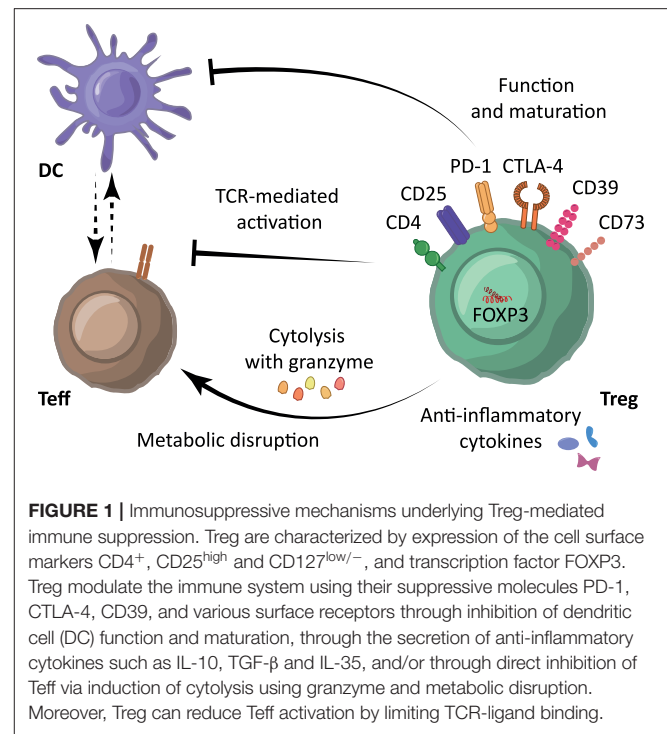 Function
and maturation
DC
PD-1 CTLA-4
CD39
CD25
CD4
CD73
TCR-mediated
activation
FOXP3
Cytolysis
with granzyme
Teff
Treg
Anti-inflammatory
cytokines
Metabolic disruption
FIGURE 1 | Immunosuppressive mechanisms underlying Treg-mediated
immune suppression. Treg are characterized by expression of the cell surface
markers CD4⁺, CD25ʰⁱᵍʰ and CD127ˡᵒʷ/⁻, and transcription factor FOXP3.
Treg modulate the immune system using their suppressive molecules PD-1,
CTLA-4, CD39, and various surface receptors through inhibition of dendritic
cell (DC) function and maturation, through the secretion of anti-inflammatory
cytokines such as IL-10, TGF-β and IL-35, and/or through direct inhibition of
Teff via induction of cytolysis using granzyme and metabolic disruption.
Moreover, Treg can reduce Teff activation by limiting TCR-ligand binding.